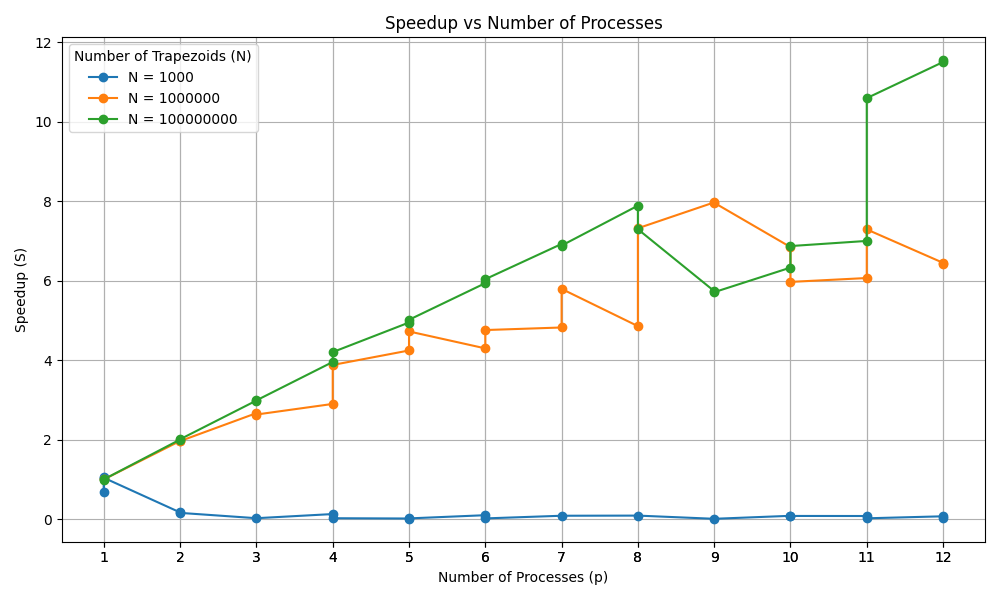 Speedup vs Number of Processes
Number of Trapezoids (N)
N = 1000
N = 1000000
N = 100000000
Speedup (S)
12
10
8
6
4
2
0
1 2 3 4 5 6 7 8 9 10 11 12
Number of Processes (p)